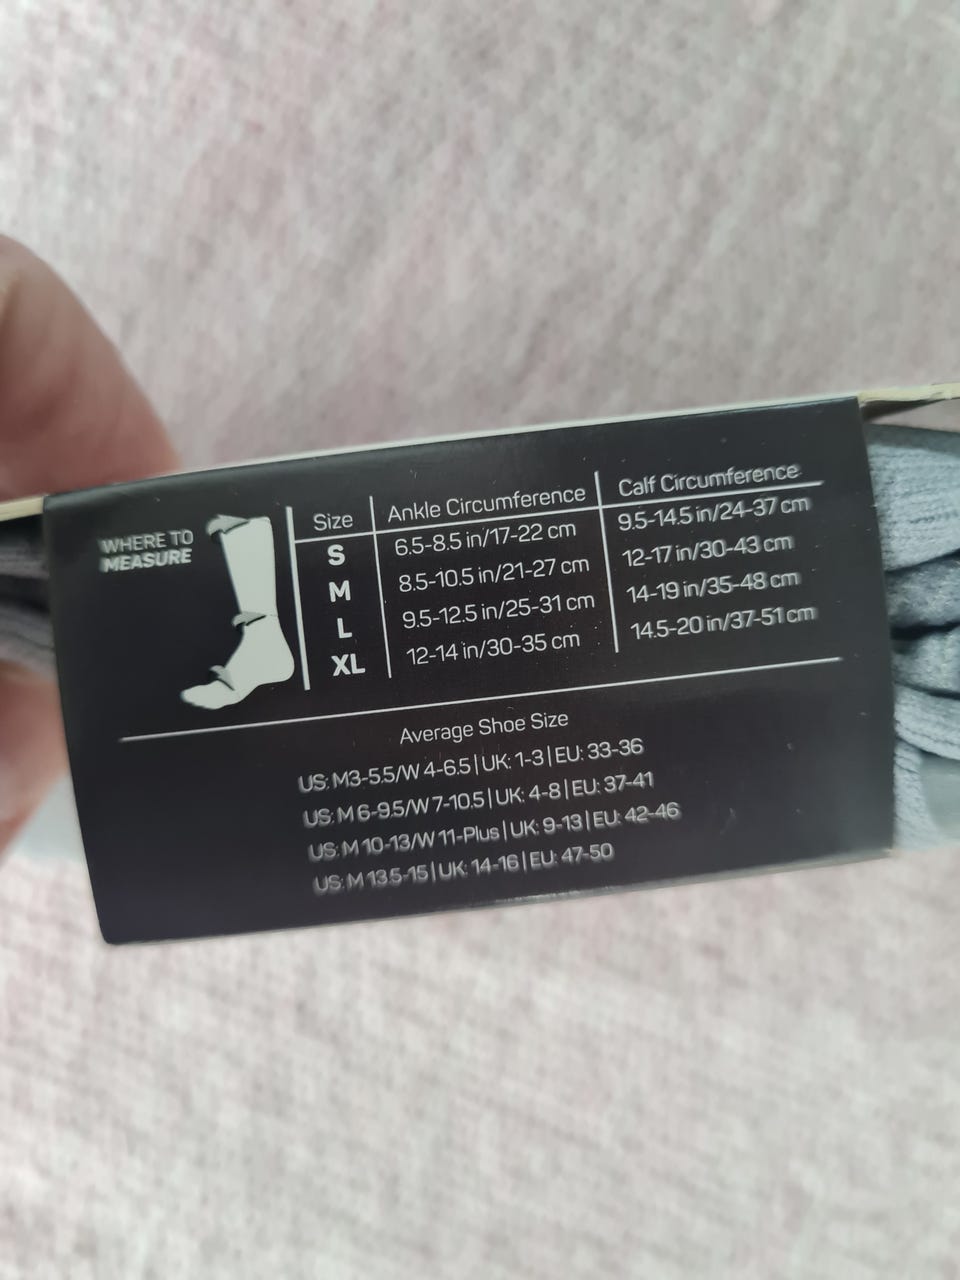 WHERE TO
MEASURE
Size Ankle Circumference Calf Circumference
S 6.5-8.5 in/17-22 cm 9.5-14.5 in/24-37 cm
M 8.5-10.5 in/21-27 cm 12-17 in/30-43 cm
L 9.5-12.5 in/25-31 cm 14-19 in/35-48 cm
XL 12-14 in/30-35 cm 14.5-20 in/37-51 cm
Average Shoe Size
US: M3-5.5/W 4-6.5 | UK: 1-3 | EU: 33-36
US: M 6-9.5/W 7-10.5 | UK: 4-8 | EU: 37-41
US: M 10-13/W 11-Plus | UK: 9-13 | EU: 42-46
US: M 13.5-15 | UK: 14-16 | EU: 47-50